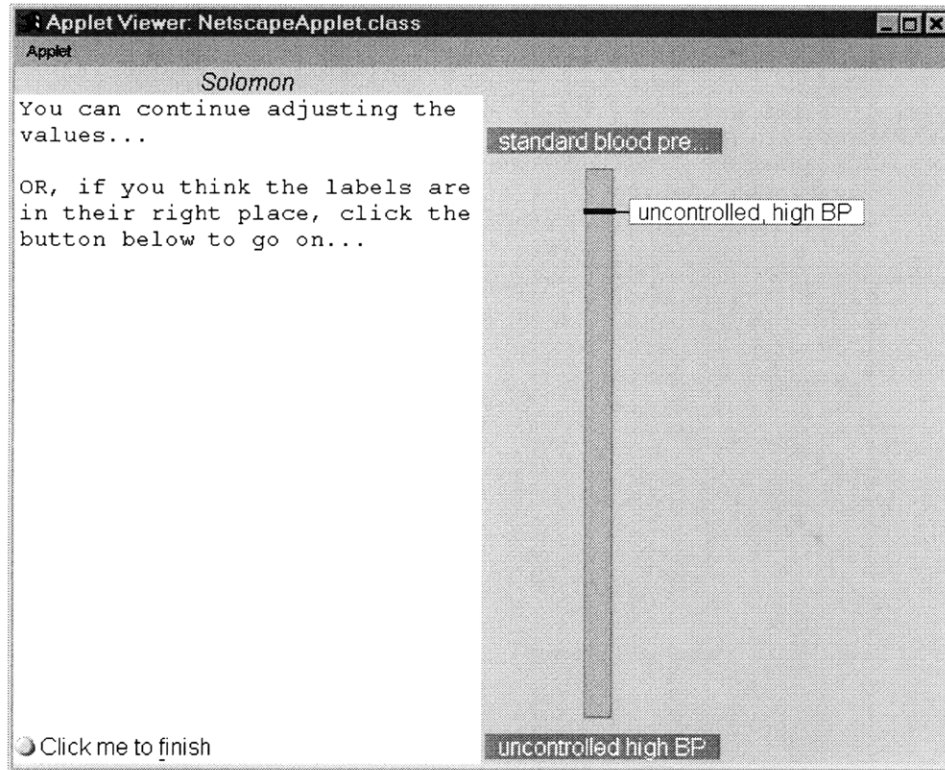 Applet Viewer: NetscapeApplet.class
Applet
Solomon
You can continue adjusting the
values...
OR, if you think the labels are
in their right place, click the
button below to go on...
Click me to finish
standard blood pre...
uncontrolled, high BP
uncontrolled high BP